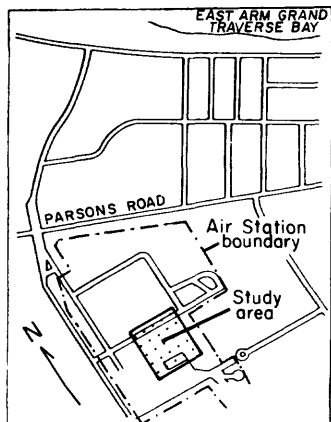 EAST ARM GRAND
TRAVERSE BAY
PARSONS ROAD
Air Station
boundary
Study
area
N